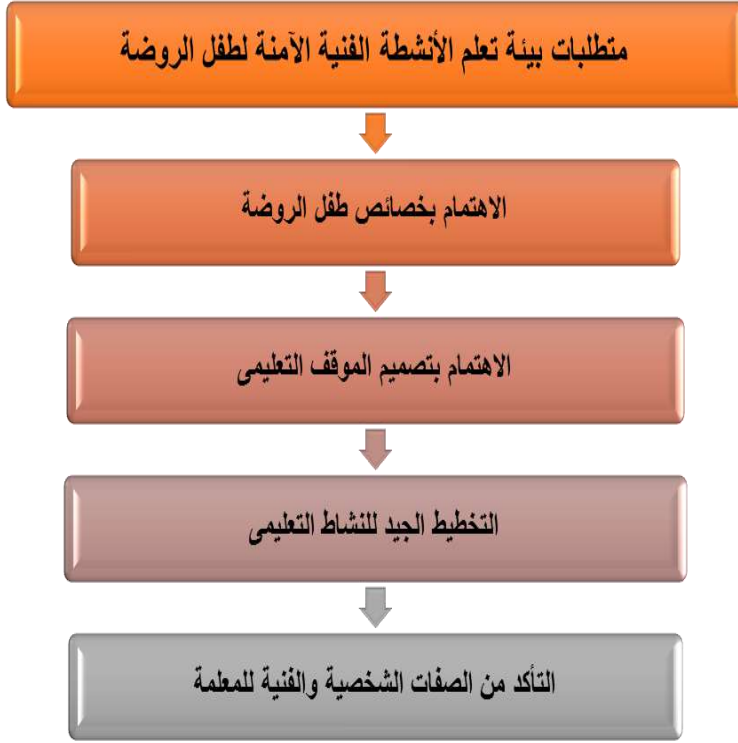 متطلبات بيئة تعلم الأنشطة الفنية الآمنة لطفل الروضة
الاهتمام بخصائص طفل الروضة
الاهتمام بتصميم الموقف التعليمى
التخطيط الجيد للنشاط التعليمى
التأكد من الصفات الشخصية والفنية للمعلمة